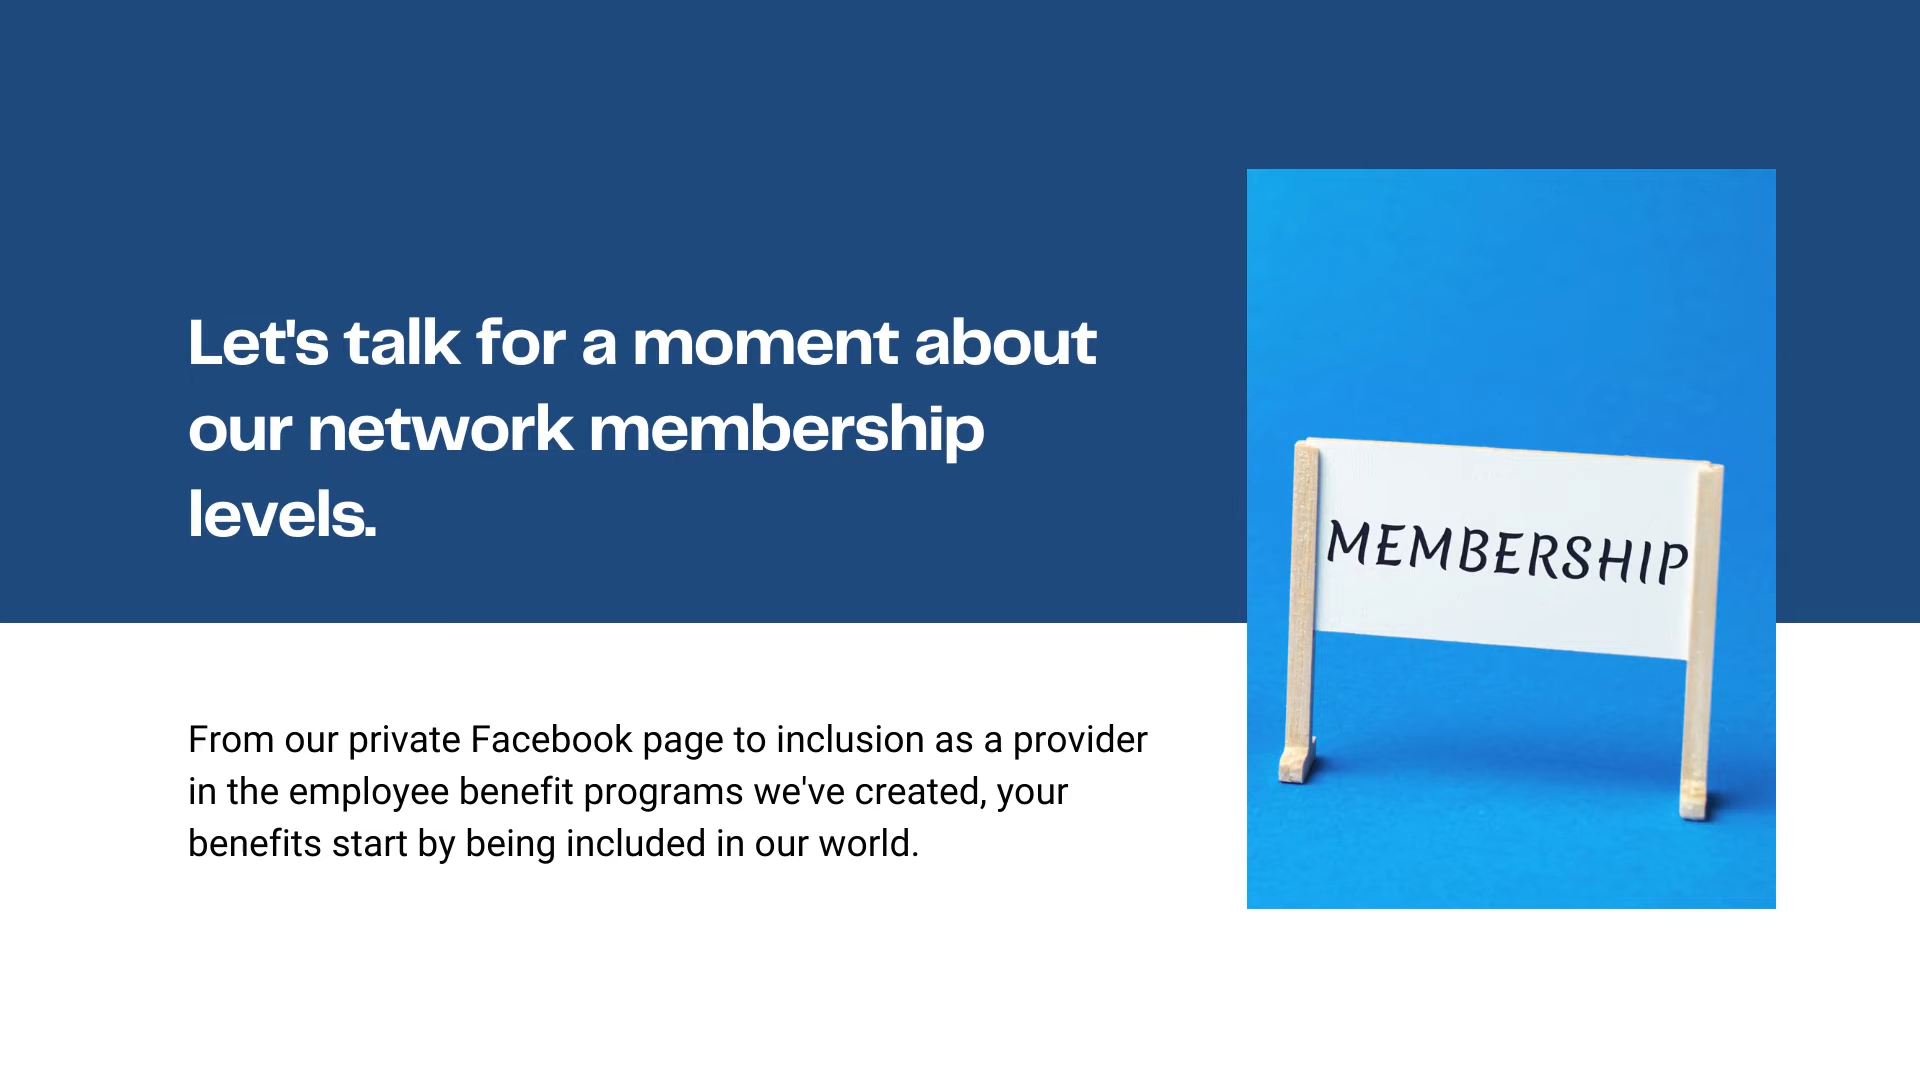 Let's talk for a moment about
our network membership
levels.
MEMBERSHIP
From our private Facebook page to inclusion as a provider
in the employee benefit programs we've created, your
benefits start by being included in our world.